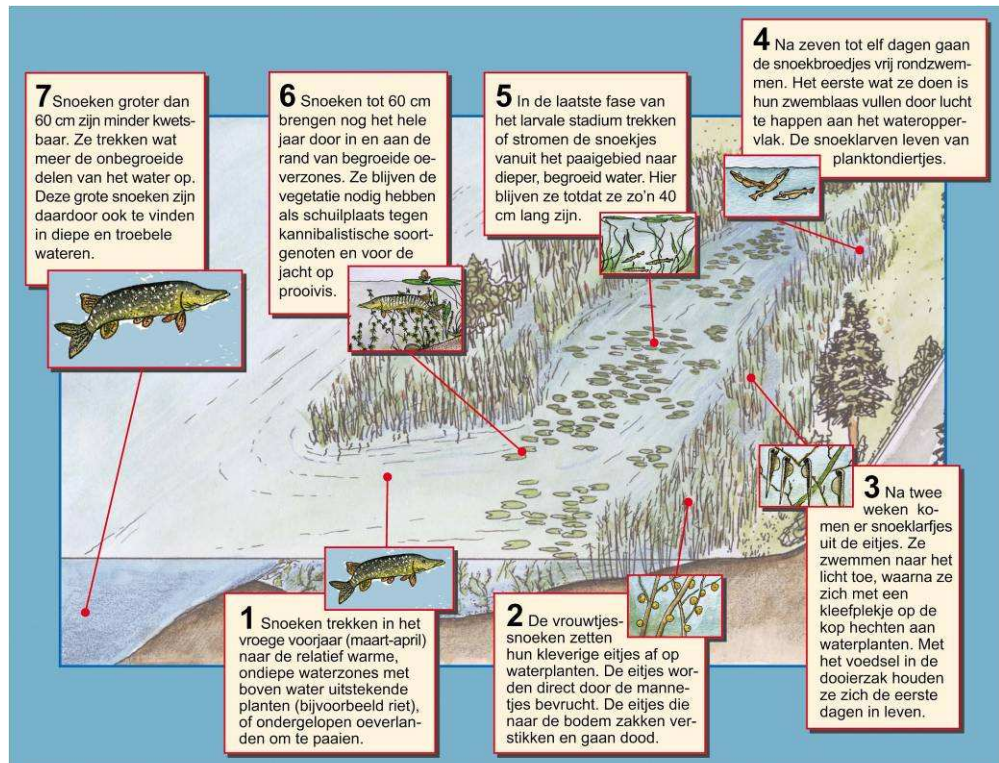 1 Snoeken trekken in het
vroege voorjaar (maart-april)
naar de relatief warme,
ondiepe waterzones met
boven water uitstekende
planten (bijvoorbeeld riet),
of ondergelopen oeverlan-
den om te paaien.
2 De vrouwtjes-
snoeken zetten
hun kleverige eitjes af op
waterplanten. De eitjes wor-
den direct door de manne-
tjes bevrucht. De eitjes die
naar de bodem zakken ver-
stikken en gaan dood.
3 Na twee
weken ko-
men er snoeklarfjes
uit de eitjes. Ze
zwemmen naar het
licht toe, waarna ze
zich met een
kleefplekje op de
kop hechten aan
waterplanten. Met
het voedsel in de
dooierzak houden
ze zich de eerste
dagen in leven.
4 Na zeven tot elf dagen gaan
de snoekbroedjes vrij rondzwem-
men. Het eerste wat ze doen is
hun zwemblaas vullen door lucht
te happen aan het wateropper-
vlak. De snoeklarven leven van
planktondiertjes.
5 In de laatste fase van
het larvale stadium trekken
of stromen de snoekjes
vanuit het paaigebied naar
dieper, begroeid water. Hier
blijven ze totdat ze zo'n 40
cm lang zijn.
6 Snoeken tot 60 cm
brengen nog het hele
jaar door in en aan de
rand van begroeide oe-
verzones. Ze blijven de
vegetatie nodig hebben
als schuilplaats tegen
kannibalistische soort-
genoten en voor de
jacht op
prooivis.
7 Snoeken groter dan
60 cm zijn minder kwets-
baar. Ze trekken wat
meer de onbegroeide
delen van het water op.
Deze grote snoeken zijn
daardoor ook te vinden
in diepe en troebele
wateren.